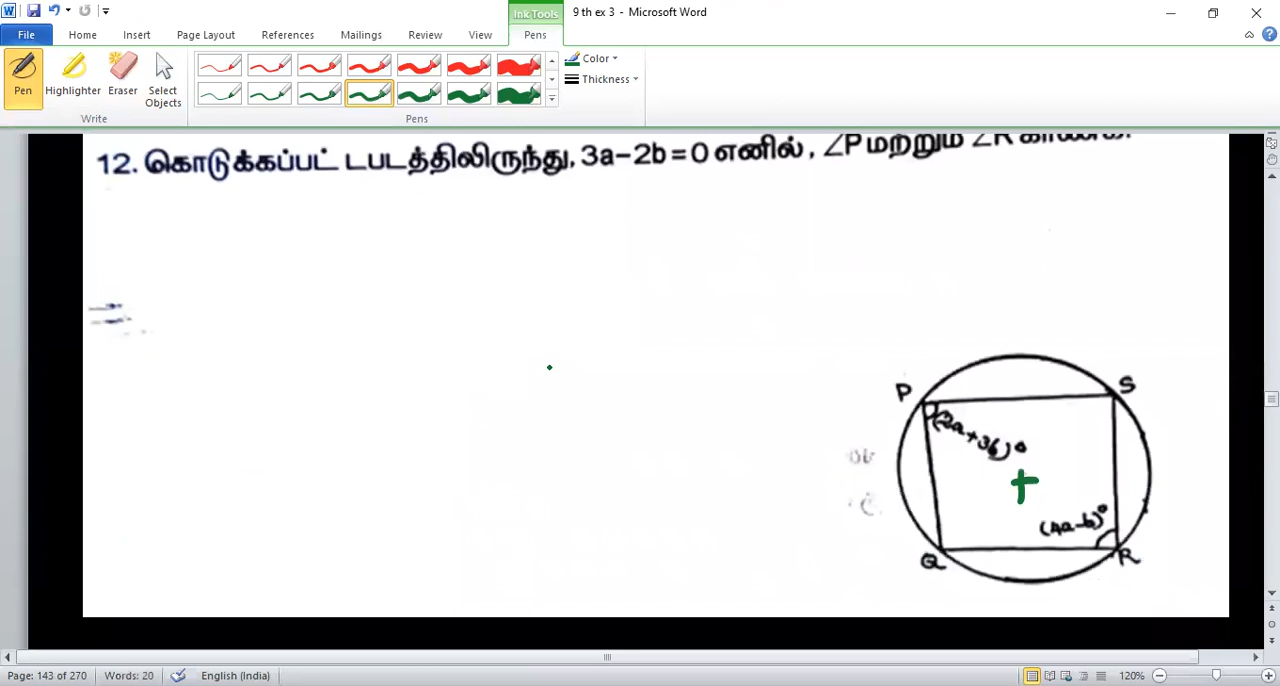 9 th ex 3 - Microsoft Word
Ink Tools
File Home Insert Page Layout References Mailings Review View Pens
Pen Highlighter Eraser Select Objects
Color
Thickness
Write
Pens
12. கொடுக்கப்பட் டபடத்திலிருந்து, 3a-2b=0 எனில், ∠P மற்றும் ∠R காண்க.
P
S
(2a+3b)°
(4a-b)°
Q
R
Page: 143 of 270 Words: 20 English (India) 120%